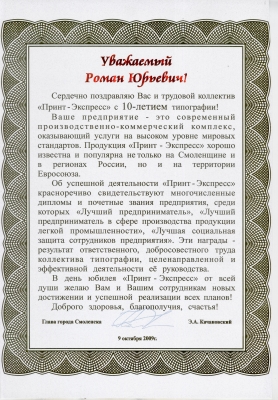 Уважаемый
Роман Юрьевич!
Сердечно поздравляю Вас и трудовой коллектив
«Принт - Экспресс» с 10-летием типографии!
Ваше предприятие - это современный
производственно-коммерческий комплекс,
оказывающий услуги на высоком уровне мировых
стандартов. Продукция «Принт - Экспресс» хорошо
известна и популярна не только на Смоленщине и
в регионах России, но и на территории
Евросоюза.
Об успешной деятельности «Принт - Экспресс»
красноречиво свидетельствуют многочисленные
дипломы и почетные звания предприятия, среди
которых «Лучший предприниматель», «Лучший
предприниматель в сфере производства продукции
легкой промышленности», «Лучшая социальная
защита сотрудников предприятия». Эти награды -
результат ответственного, добросовестного труда
коллектива типографии, целенаправленной и
эффективной деятельности её руководства.
В день юбилея «Принт - Экспресс» от всей
души желаю Вам и Вашим сотрудникам новых
достижении и успешной реализации всех планов!
Доброго здоровья, благополучия, счастья!
Глава города Смоленска Э.А. Качановский
9 октября 2009г.